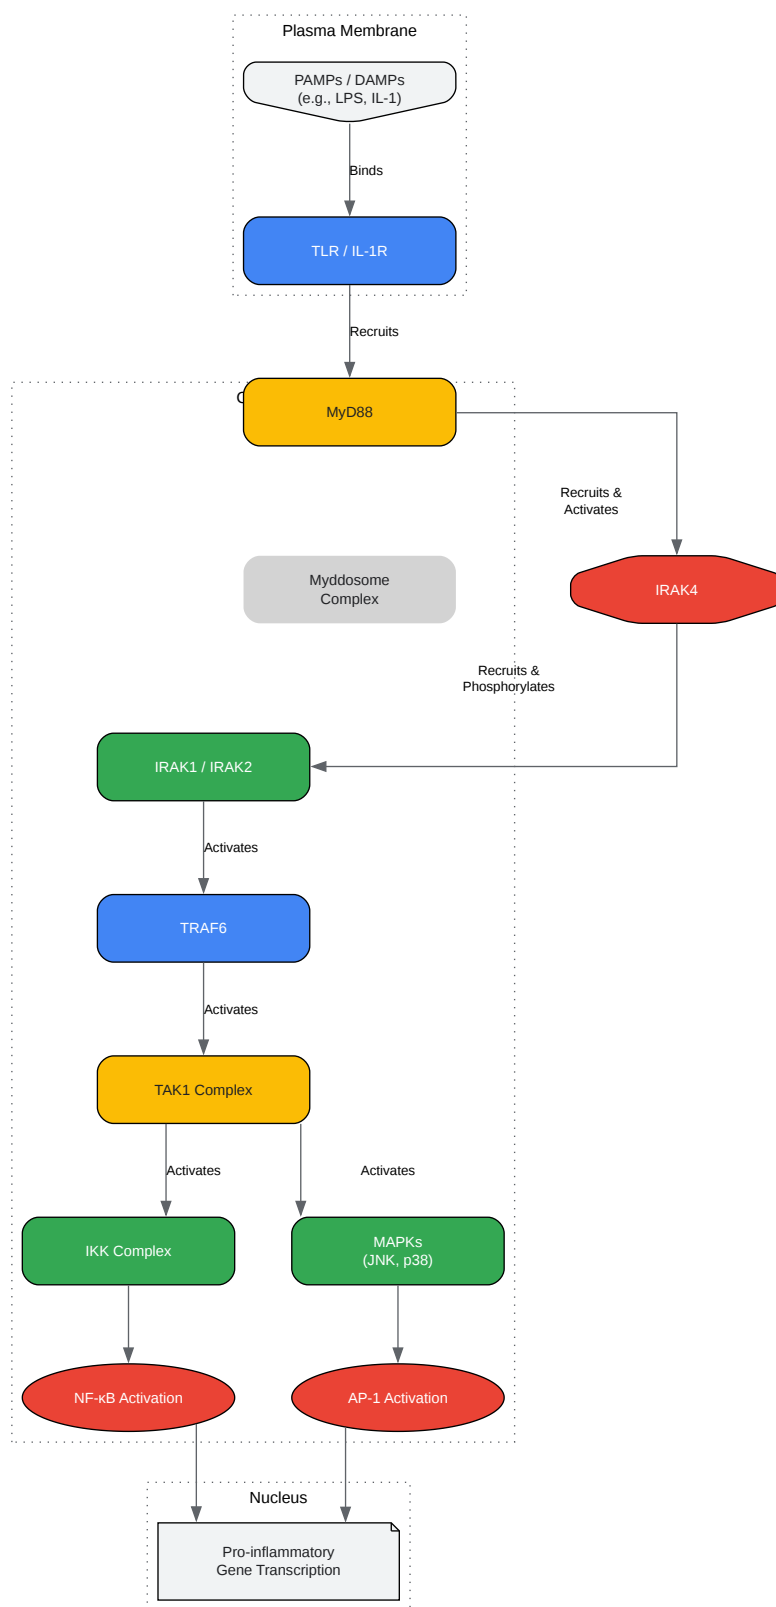 Plasma Membrane
PAMPs / DAMPs
(e.g., LPS, IL-1)
Binds
TLR / IL-1R
Recruits
MyD88
Recruits &
Activates
Myddosome
Complex
IRAK4
Recruits &
Phosphorylates
IRAK1 / IRAK2
Activates
TRAF6
Activates
TAK1 Complex
Activates
Activates
IKK Complex
MAPKs
(JNK, p38)
NF-κB Activation
AP-1 Activation
Nucleus
Pro-inflammatory
Gene Transcription